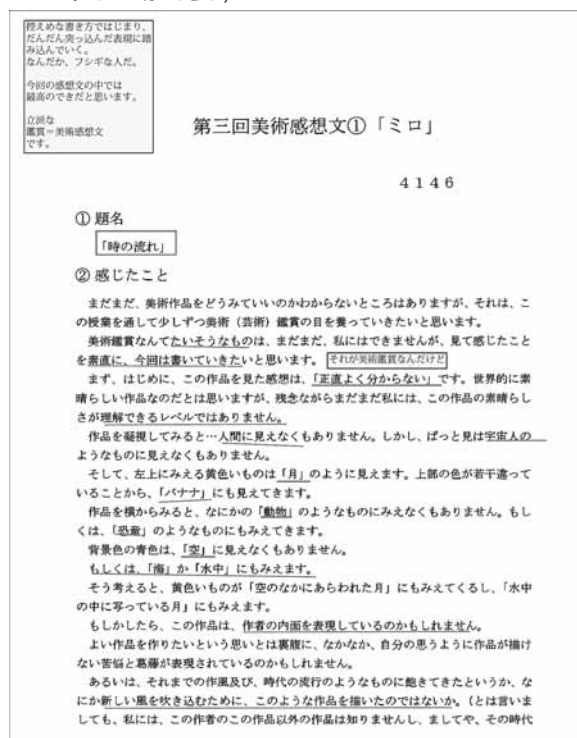 控えめな書き方ではじまり、
だんだん突っ込んだ表現に踏
み込んでいく。
なんだか、フシギな人だ。
今回の感想文の中では
最高のできだと思います。
立派な
鑑賞＝美術感想文
です。
第三回美術感想文①「ミロ」
4146
① 題名
「時の流れ」
② 感じたこと
まだまだ、美術作品をどうみていいのかわからないところはありますが、それは、こ
の授業を通して少しずつ美術（芸術）鑑賞の目を養っていきたいと思います。
美術鑑賞なんてたいそうなものは、まだまだ、私にはできませんが、見て感じたこと
を素直に、今回は書いていきたいと思います。 それが美術鑑賞なんだけど
まず、はじめに、この作品を見た感想は、「正直よく分からない」です。世界的に素
晴らしい作品なのだとは思いますが、残念ながらまだまだ私には、この作品の素晴らし
さが理解できるレベルではありません。
作品を凝視してみると…人間に見えなくもありません。しかし、ぱっと見は宇宙人の
ようなものに見えなくもありません。
そして、左上にみえる黄色いものは「月」のように見えます。上部の色が若干違って
いることから、「バナナ」にも見えてきます。
作品を横からみると、なにかの「動物」のようなものにみえなくもありません。もし
くは、「恐竜」のようなものにもみえてきます。
背景色の青色は、「空」に見えなくもありません。
もしくは、「海」か「水中」にもみえます。
そう考えると、黄色いものが「空のなかにあらわれた月」にもみえてくるし、「水中
の中に写っている月」にもみえます。
もしかしたら、この作品は、作者の内面を表現しているのかもしれません。
よい作品を作りたいという思いとは裏腹に、なかなか、自分の思うように作品が描け
ない苦悩と葛藤が表現されているのかもしれません。
あるいは、それまでの作風及び、時代の流行のようなものに飽きてきたというか、な
にか新しい風を吹き込むために、このような作品を描いたのではないか。（とは言いま
しても、私には、この作者のこの作品以外の作品は知りませんし、ましてや、その時代